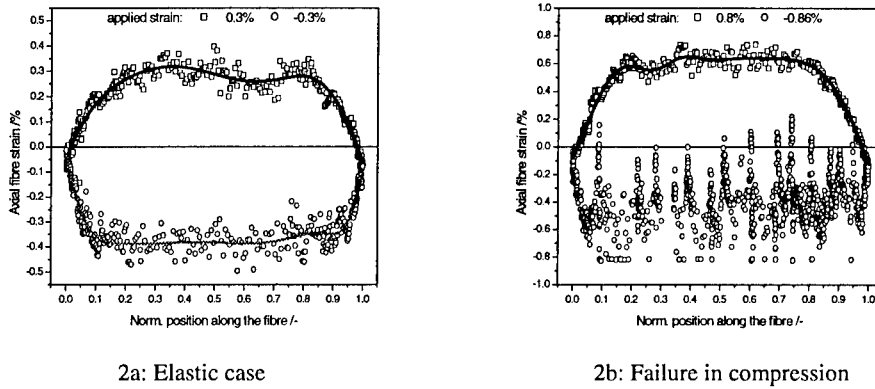 applied strain: □ 0.3% ○ -0.3%
Axial fibre strain /%
0.5
0.4
0.3
0.2
0.1
0.0
-0.1
-0.2
-0.3
-0.4
-0.5
0.0 0.1 0.2 0.3 0.4 0.5 0.6 0.7 0.8 0.9 1.0
Norm. position along the fibre /-
2a: Elastic case
applied strain: □ 0.8% ○ -0.86%
Axial fibre strain /%
1.0
0.8
0.6
0.4
0.2
0.0
-0.2
-0.4
-0.6
-0.8
-1.0
0.0 0.1 0.2 0.3 0.4 0.5 0.6 0.7 0.8 0.9 1.0
Norm. position along the fibre /-
2b: Failure in compression